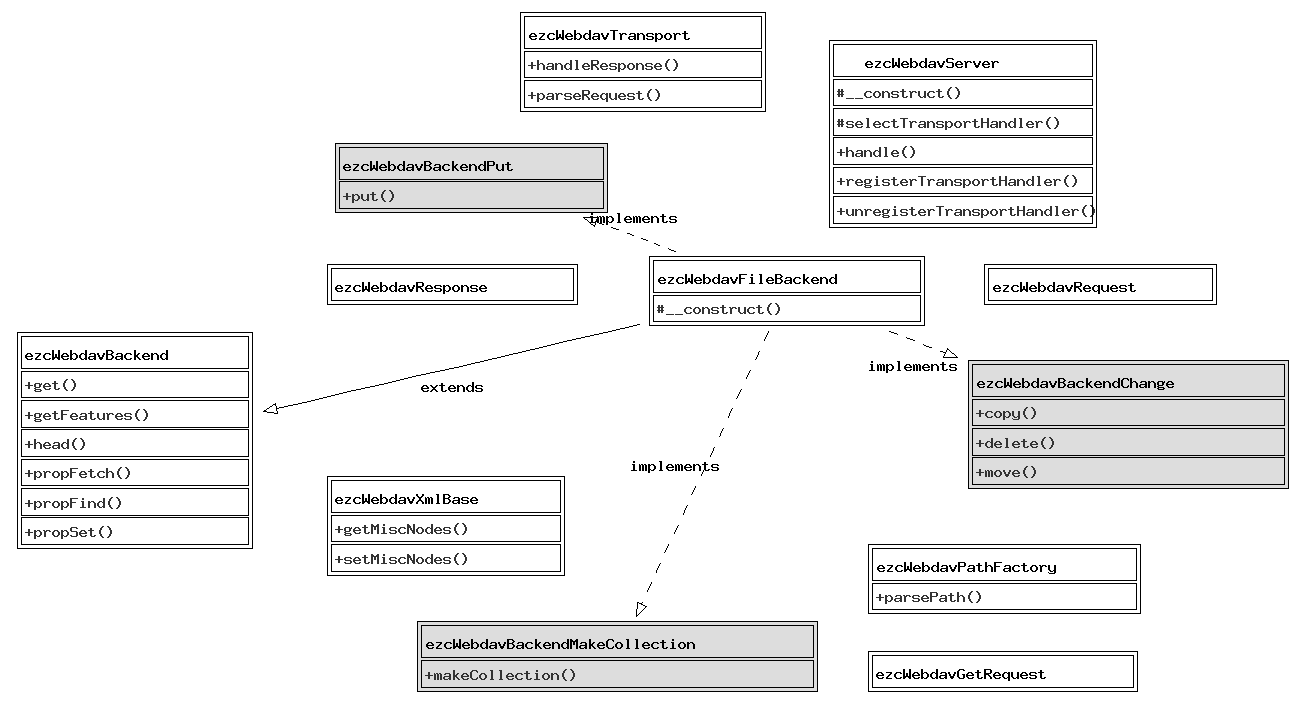 ezcWebdavTransport
+handleResponse()
+parseRequest()
ezcWebdavServer
#__construct()
#selectTransportHandler()
+handle()
+registerTransportHandler()
+unregisterTransportHandler()
ezcWebdavBackendPut
+put()
implements
ezcWebdavResponse
ezcWebdavFileBackend
#__construct()
ezcWebdavRequest
ezcWebdavBackend
+get()
+getFeatures()
+head()
+propFetch()
+propFind()
+propSet()
extends
implements
ezcWebdavBackendChange
+copy()
+delete()
+move()
implements
ezcWebdavXmlBase
+getMiscNodes()
+setMiscNodes()
ezcWebdavPathFactory
+parsePath()
ezcWebdavBackendMakeCollection
+makeCollection()
ezcWebdavGetRequest